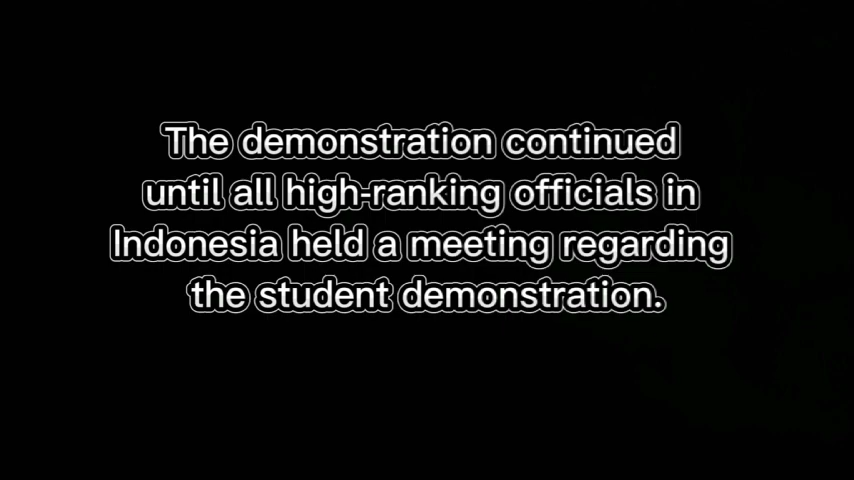 The demonstration continued
until all high-ranking officials in
Indonesia held a meeting regarding
the student demonstration.